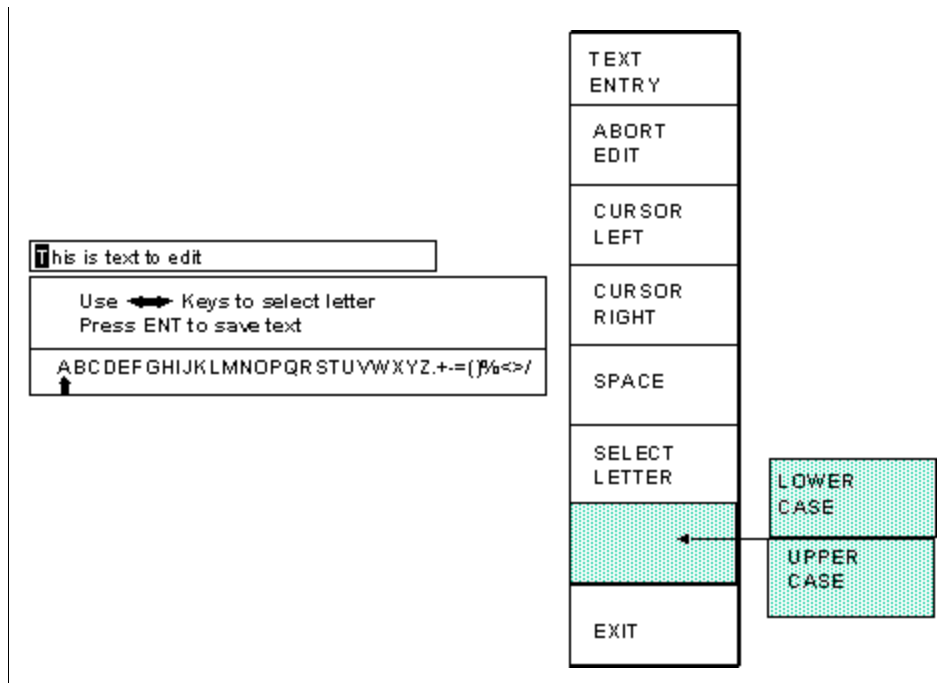 This is text to edit
Use Keys to select letter
Press ENT to save text
ABCDEFGHIJKLMNOPQRSTUVWXYZ.+-=()%<>/
TEXT
ENTRY
ABORT
EDIT
CURSOR
LEFT
CURSOR
RIGHT
SPACE
SELECT
LETTER
EXIT
LOWER
CASE
UPPER
CASE